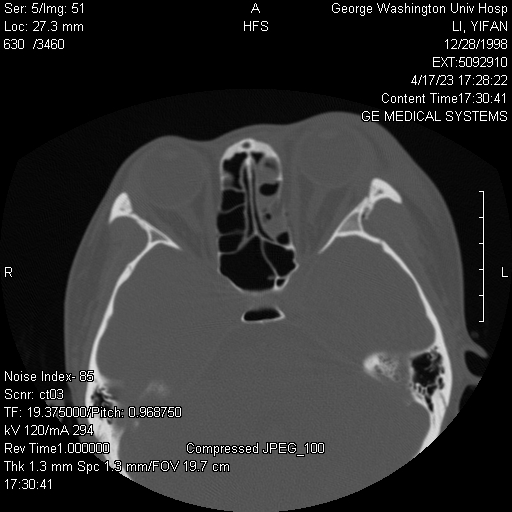 Ser: 5/Img: 51
Loc: 27.3 mm
630 /3460
A
HFS
George Washington Univ Hosp
LI, YIFAN
12/28/1998
EXT:5092910
4/17/23 17:28:22
Content Time17:30:41
GE MEDICAL SYSTEMS
R
L
Noise Index- 85
Scnr: ct03
TF: 19.375000/Pitch: 0.968750
kV 120/mA 294
Rev Time1.000000
Compressed JPEG_100
Thk 1.3 mm Spc 1.3 mm/FOV 19.7 cm
17:30:41